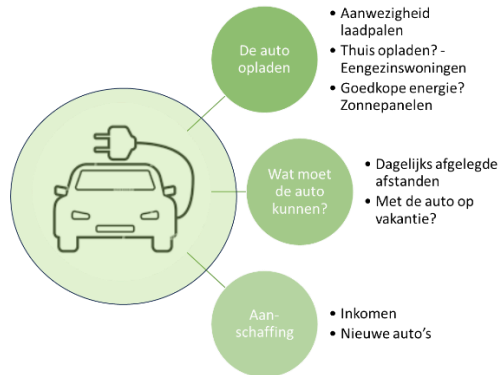 De auto
opladen
• Aanwezigheid
laadpalen
• Thuis opladen? -
Eengezinswoningen
• Goedkope energie?
Zonnepanelen
Wat moet
de auto
kunnen?
• Dagelijks afgelegde
afstanden
• Met de auto op
vakantie?
Aan-
schaffing
• Inkomen
• Nieuwe auto's